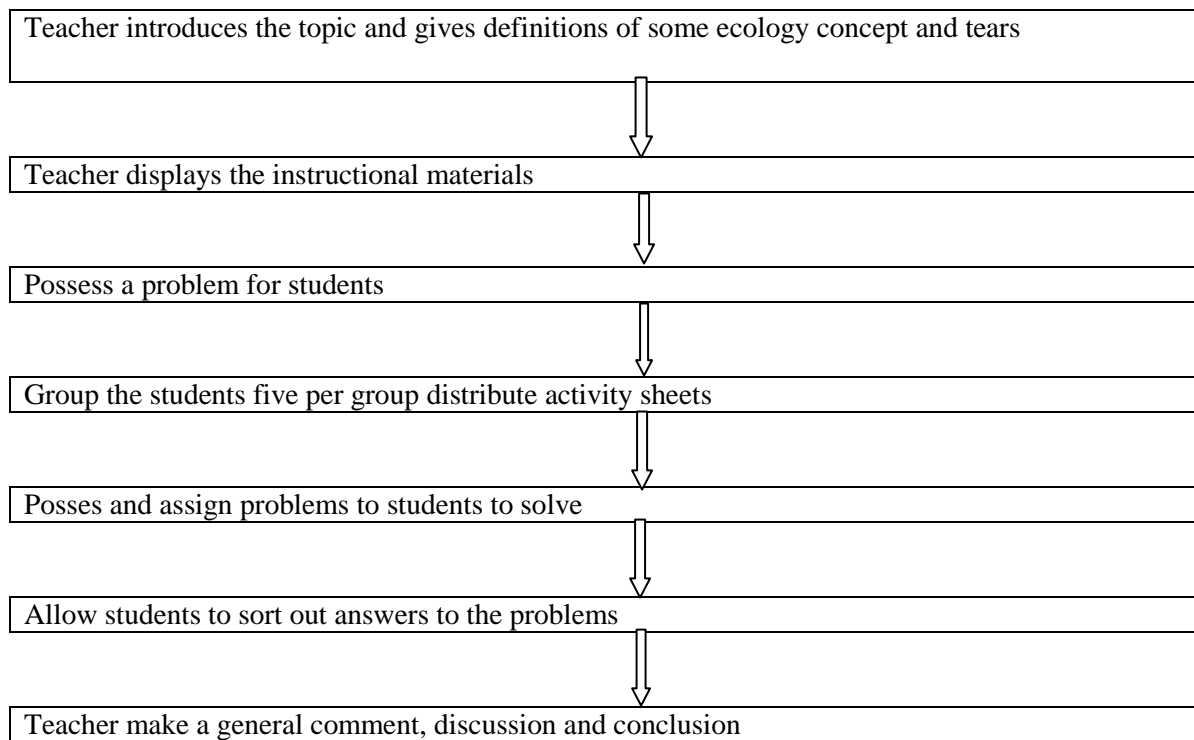 Teacher introduces the topic and gives definitions of some ecology concept and tears
Teacher displays the instructional materials
Possess a problem for students
Group the students five per group distribute activity sheets
Posses and assign problems to students to solve
Allow students to sort out answers to the problems
Teacher make a general comment, discussion and conclusion